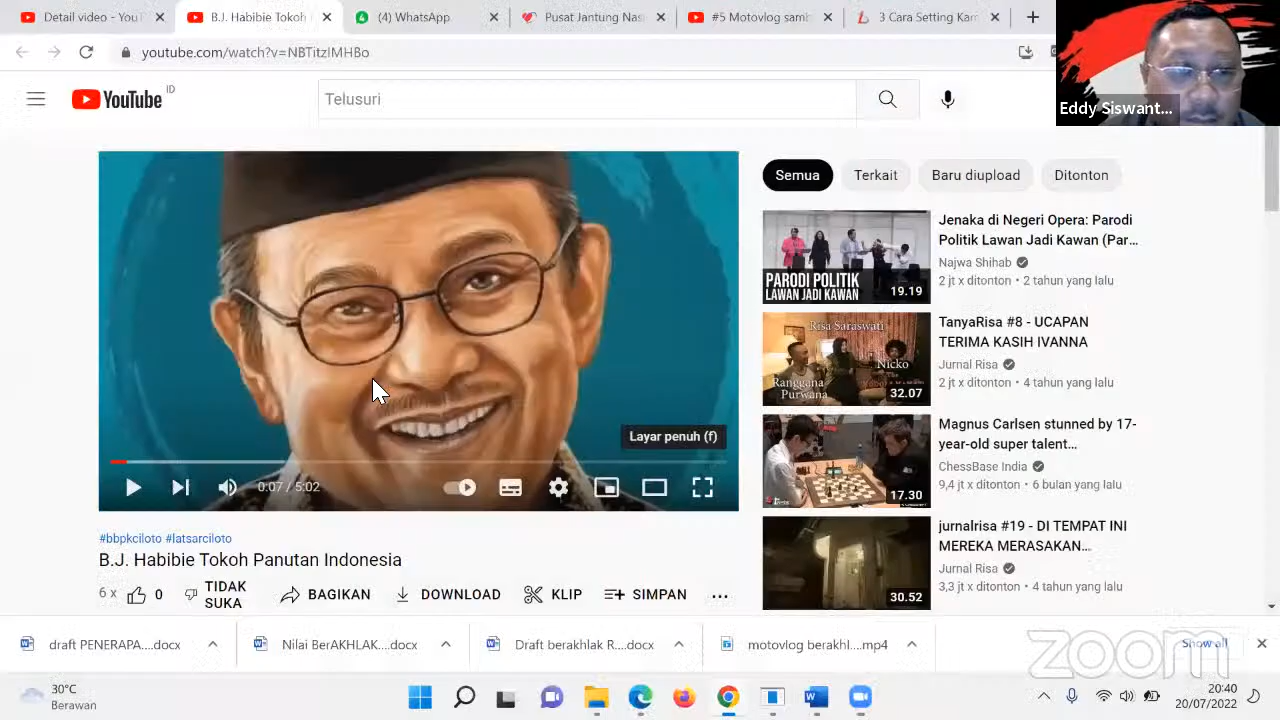 Detail video - YouT
B.J. Habibie Tokoh
(4) WhatsApp
Pusat Jantung Nas
#5 Motovlog sami
3 Cara Setting Kam
youtube.com/watch?v=NBTitzIMHBo
YouTube ID
Telusuri
Eddy Siswant...
Semua
Terkait
Baru diupload
Ditonton
Jenaka di Negeri Opera: Parodi
Politik Lawan Jadi Kawan (Par...
Najwa Shihab
2 jt x ditonton • 2 tahun yang lalu
PARODI POLITIK
LAWAN JADI KAWAN
19.19
TanyaRisa #8 - UCAPAN
TERIMA KASIH IVANNA
Jurnal Risa
2 jt x ditonton • 4 tahun yang lalu
Risa Saraswati
Nicko
Ranggana
Purwana
32.07
Magnus Carlsen stunned by 17-
year-old super talent...
ChessBase India
9,4 jt x ditonton • 6 bulan yang lalu
17.30
jurnalrisa #19 - DI TEMPAT INI
MEREKA MERASAKAN...
Jurnal Risa
3,3 jt x ditonton • 4 tahun yang lalu
30.52
Layar penuh (f)
0:07 / 5:02
#bbpkciloto #latsarciloto
B.J. Habibie Tokoh Panutan Indonesia
6 x
0
TIDAK
SUKA
BAGIKAN
DOWNLOAD
KLIP
SIMPAN
draft PENERAPA....docx
Nilai BerAKHLAK....docx
Draft berakhlak R....docx
motovlog berakhl....mp4
Show all
zoom
30°C
Berawan
20:40
20/07/2022